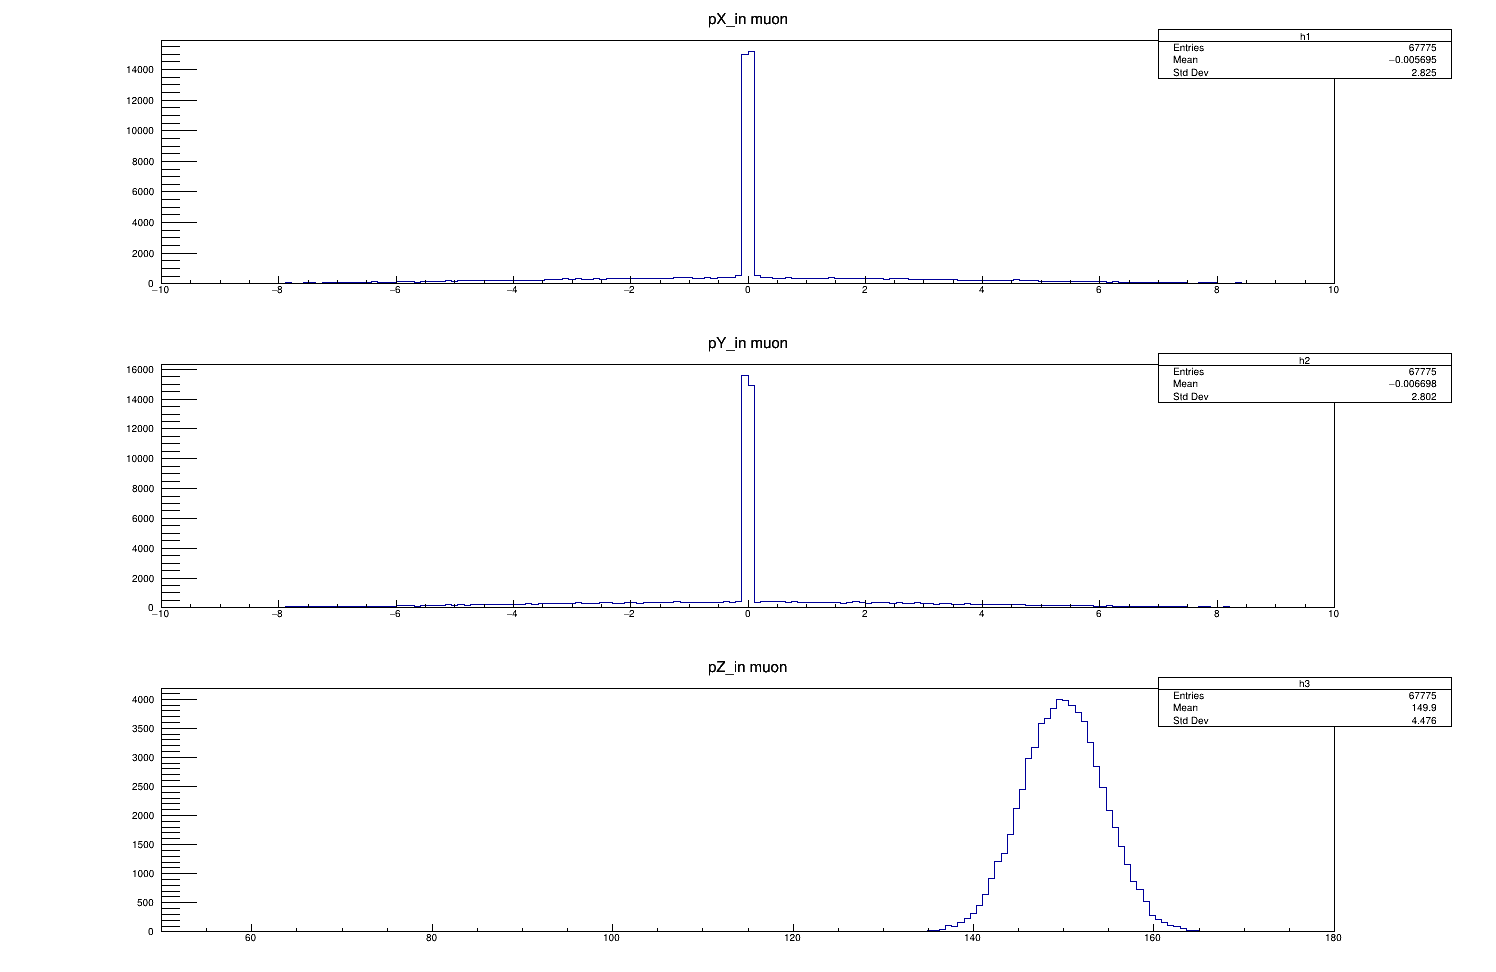 pX_in muon
h1
Entries 67775
Mean −0.005695
Std Dev 2.825
14000
12000
10000
8000
6000
4000
2000
0
−10 −8 −6 −4 −2 0 2 4 6 8 10
pY_in muon
h2
Entries 67775
Mean −0.006698
Std Dev 2.802
16000
14000
12000
10000
8000
6000
4000
2000
0
−10 −8 −6 −4 −2 0 2 4 6 8 10
pZ_in muon
h3
Entries 67775
Mean 149.9
Std Dev 4.476
4000
3500
3000
2500
2000
1500
1000
500
0
60 80 100 120 140 160 180